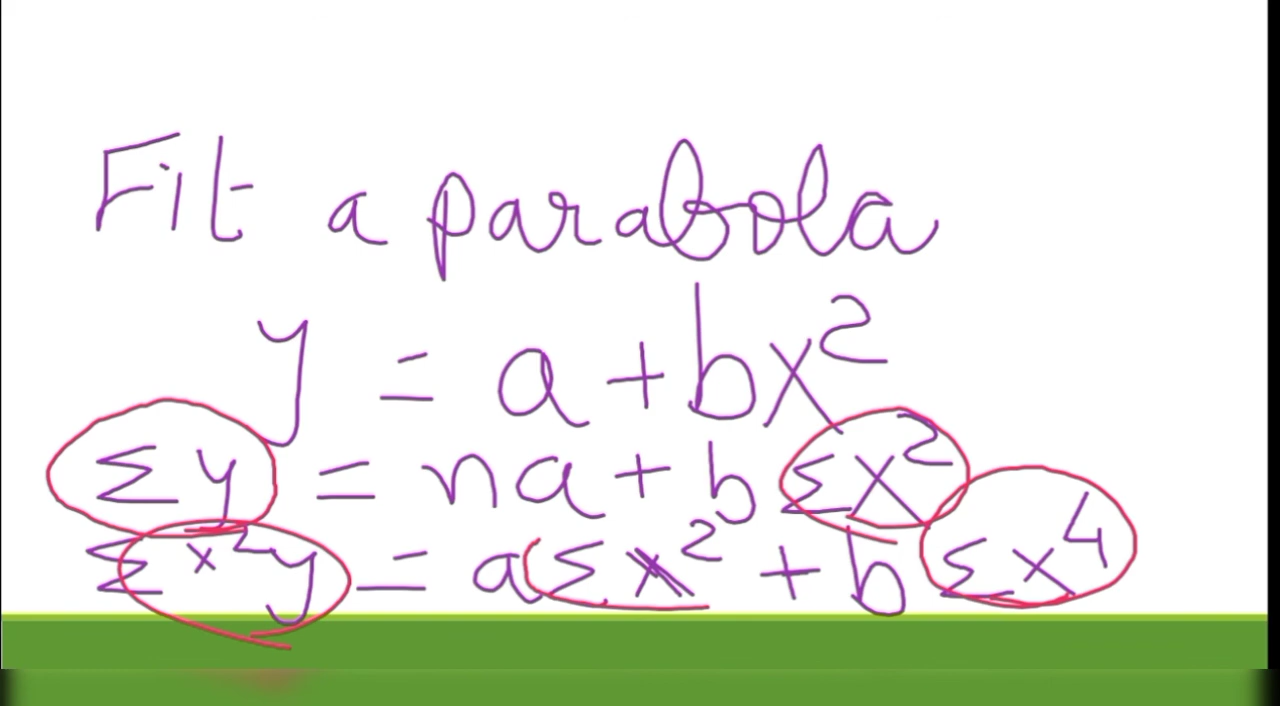 Fit a parabola
y = a + bx²
Σy = na + bΣx²
Σx²y = aΣx² + bΣx⁴